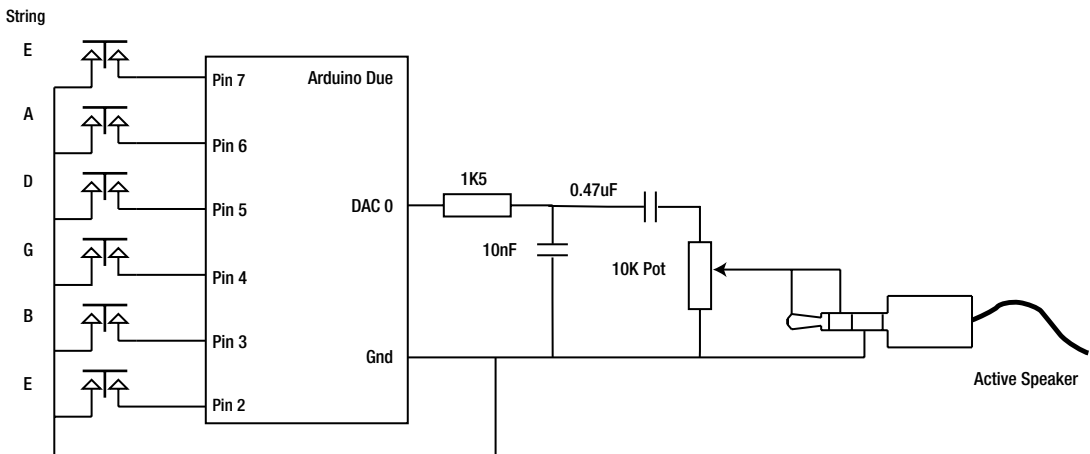 String
E
Pin 7
Arduino Due
A
Pin 6
D
Pin 5
G
Pin 4
B
Pin 3
E
Pin 2
DAC 0
Gnd
1K5
0.47uF
10nF
10K Pot
Active Speaker